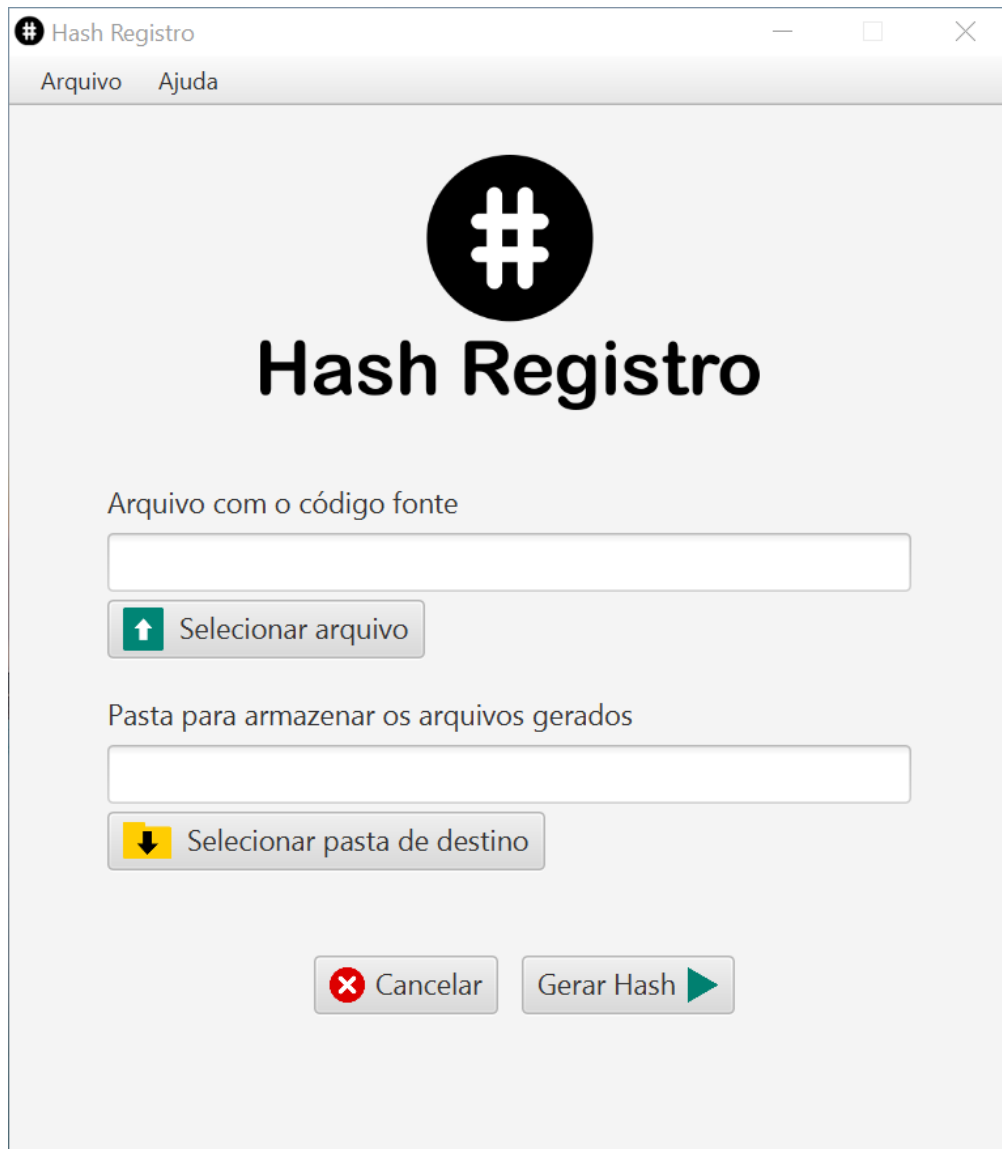 Hash Registro
Arquivo Ajuda
#
Hash Registro
Arquivo com o código fonte
Selecionar arquivo
Pasta para armazenar os arquivos gerados
Selecionar pasta de destino
Cancelar Gerar Hash